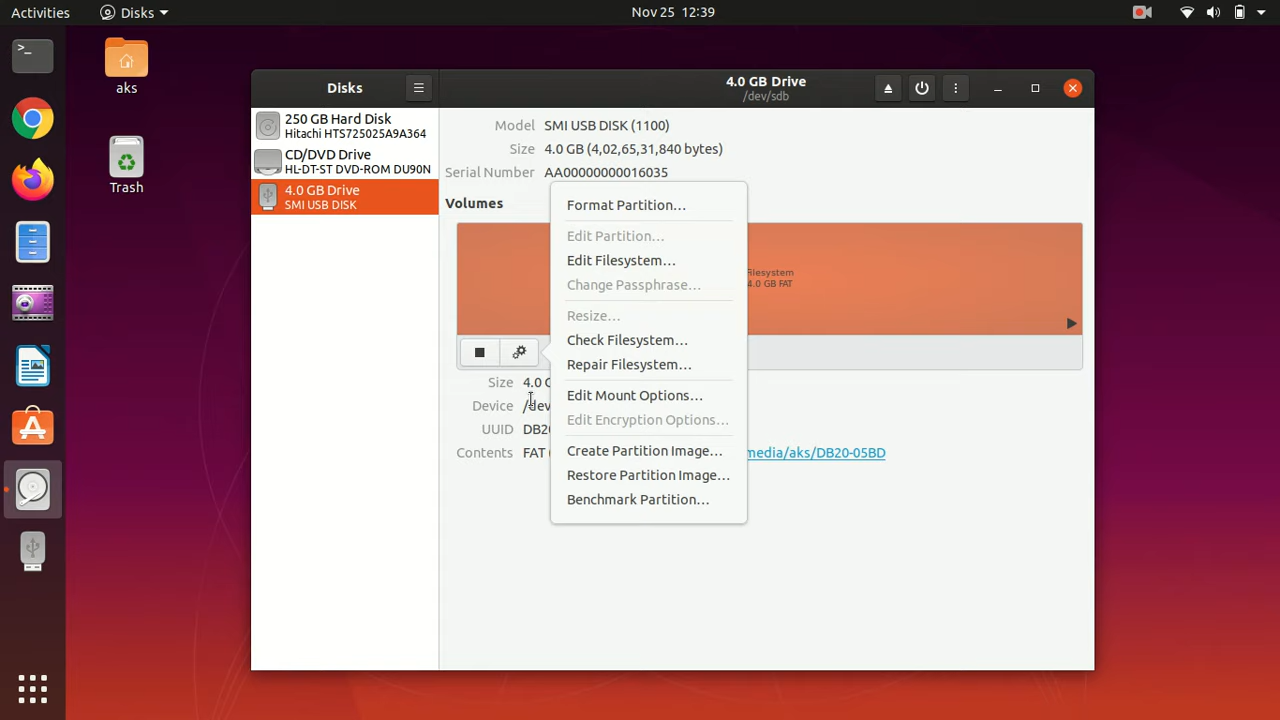 Activities
Disks
Nov 25 12:39
aks
Trash
Disks
4.0 GB Drive
/dev/sdb
250 GB Hard Disk
Hitachi HTS725025A9A364
CD/DVD Drive
HL-DT-ST DVD-ROM DU90N
4.0 GB Drive
SMI USB DISK
Model SMI USB DISK (1100)
Size 4.0 GB (4,02,65,31,840 bytes)
Serial Number AA00000000016035
Volumes
Filesystem
4.0 GB FAT
Format Partition…
Edit Partition…
Edit Filesystem…
Change Passphrase…
Resize…
Check Filesystem…
Repair Filesystem…
Edit Mount Options…
Edit Encryption Options…
Create Partition Image…
Restore Partition Image…
Benchmark Partition…
Size 4.0
Device /dev
UUID DB20
Contents FAT media/aks/DB20-05BD